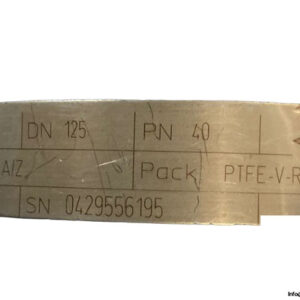 DN 125 PN 40
A/Z Pack PTFE-V-R
SN 0429556195